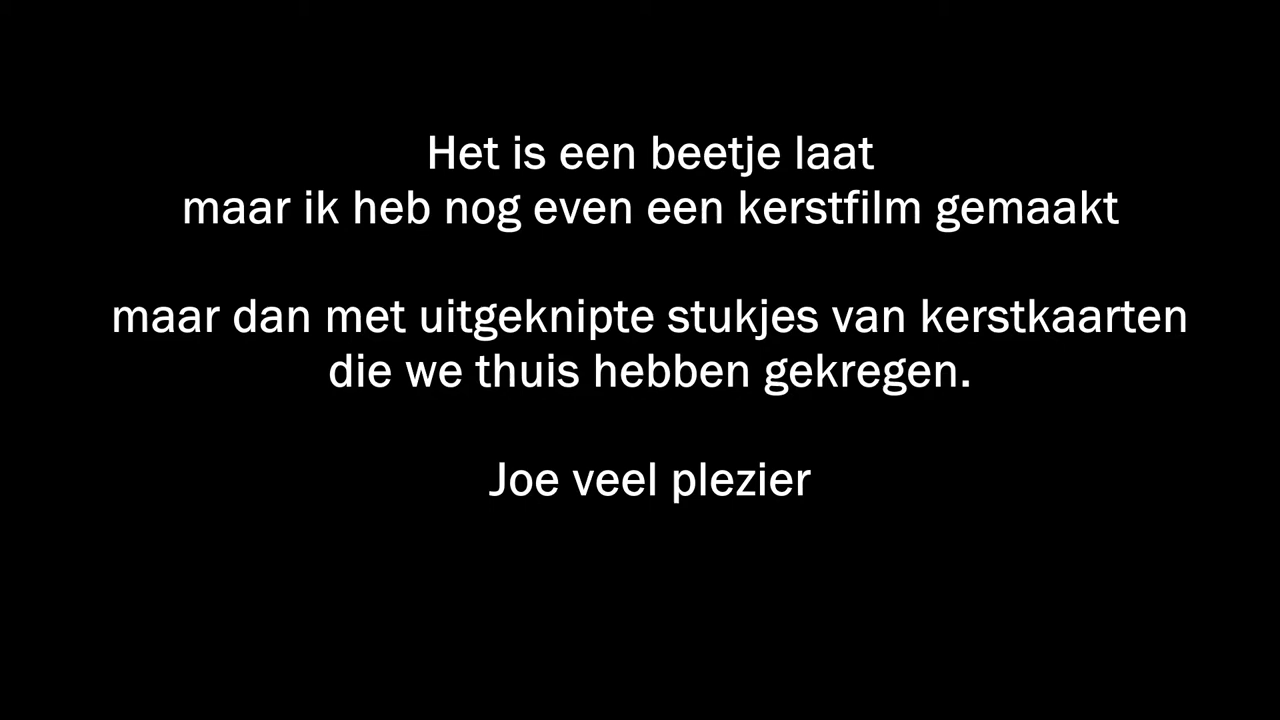 Het is een beetje laat
maar ik heb nog even een kerstfilm gemaakt
maar dan met uitgeknipte stukjes van kerstkaarten
die we thuis hebben gekregen.
Joe veel plezier